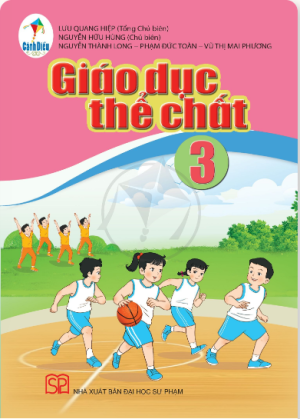 LƯU QUANG HIỆP (Tổng Chủ biên)
NGUYỄN HỮU HÙNG (Chủ biên)
NGUYỄN THÀNH LONG – PHẠM ĐỨC TOÀN – VŨ THỊ MAI PHƯƠNG
Cánh Diều
Giáo dục
thể chất
3
NHÀ XUẤT BẢN ĐẠI HỌC SƯ PHẠM